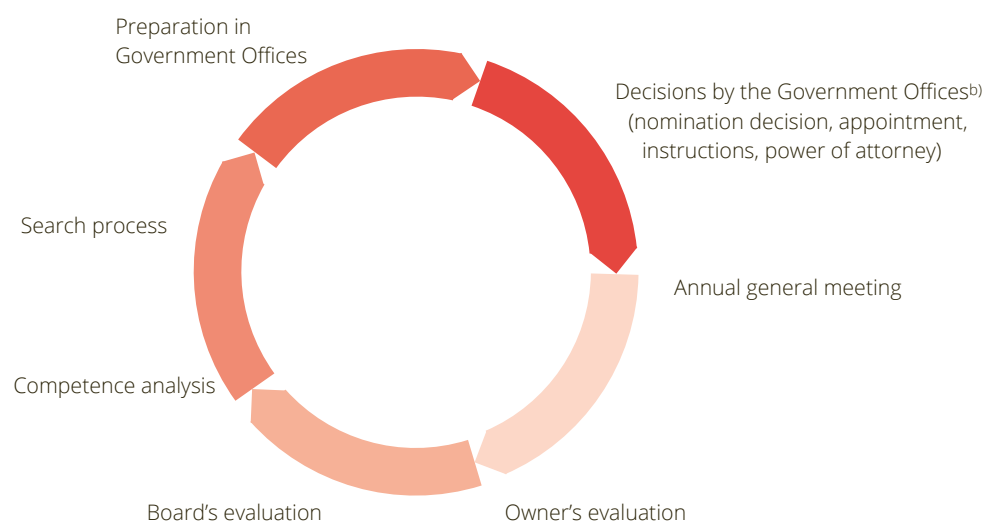 Preparation in
Government Offices
Decisions by the Government Officesb)
(nomination decision, appointment,
instructions, power of attorney)
Search process
Annual general meeting
Competence analysis
Board’s evaluation
Owner’s evaluation